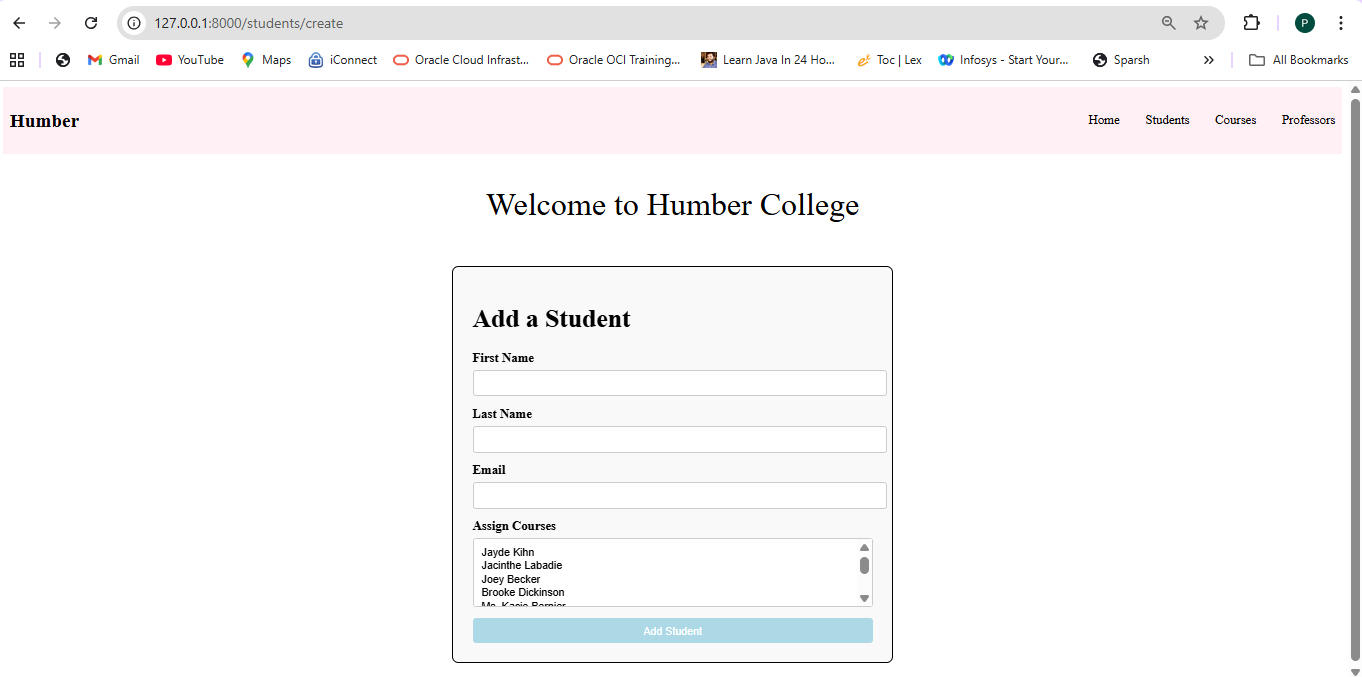 127.0.0.1:8000/students/create
Gmail YouTube Maps iConnect Oracle Cloud Infrast... Oracle OCI Training... Learn Java In 24 Ho... Toc | Lex Infosys - Start Your... Sparsh All Bookmarks
P
Humber Home Students Courses Professors
Welcome to Humber College
Add a Student
First Name
Last Name
Email
Assign Courses
Jayde Kihn
Jacinthe Labadie
Joey Becker
Brooke Dickinson
Ms. Kacie Bernier
Add Student